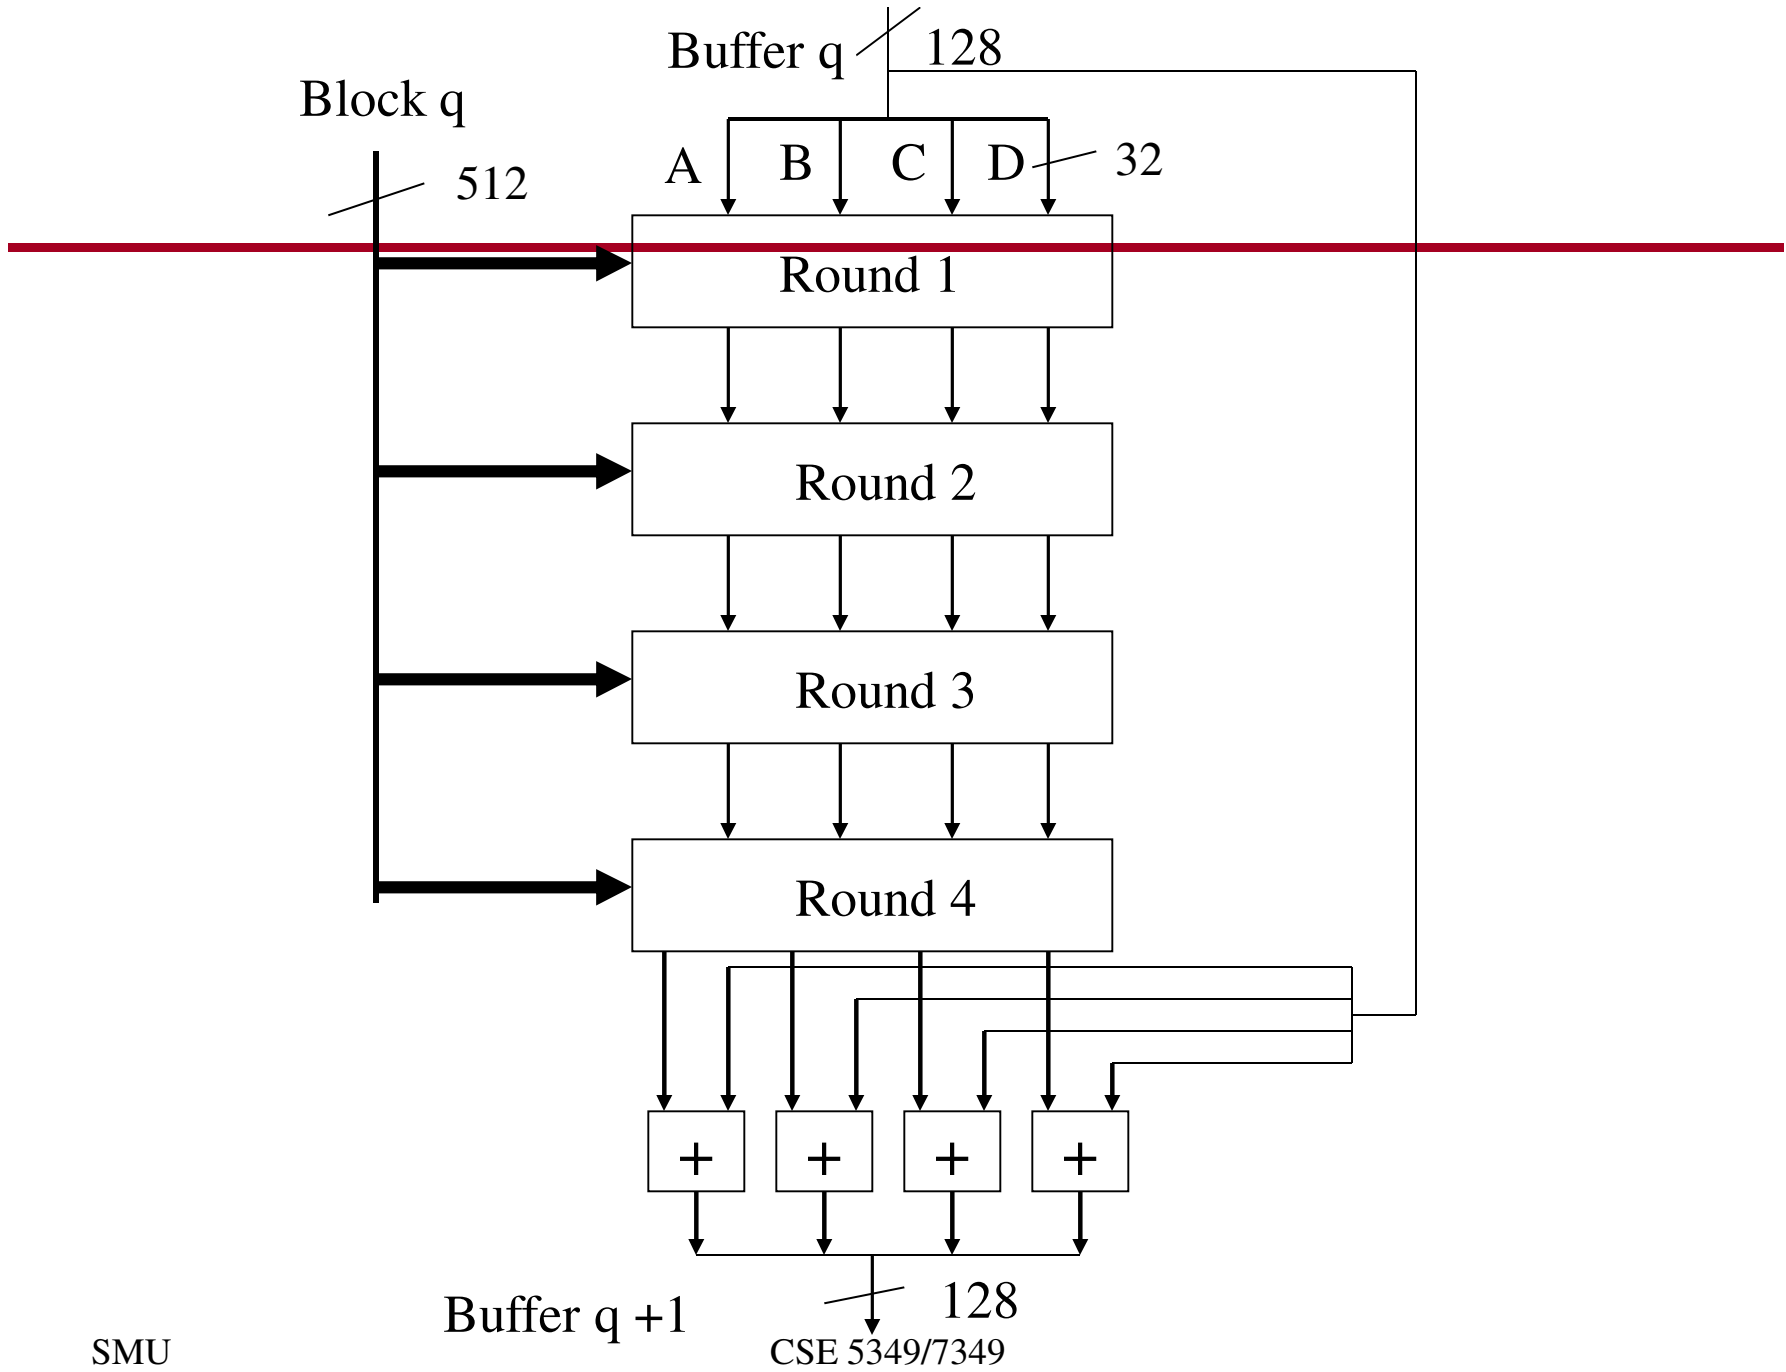 Buffer q
128
Block q
A B C D
32
512
Round 1
Round 2
Round 3
Round 4
+ + + +
128
Buffer q +1
SMU
CSE 5349/7349